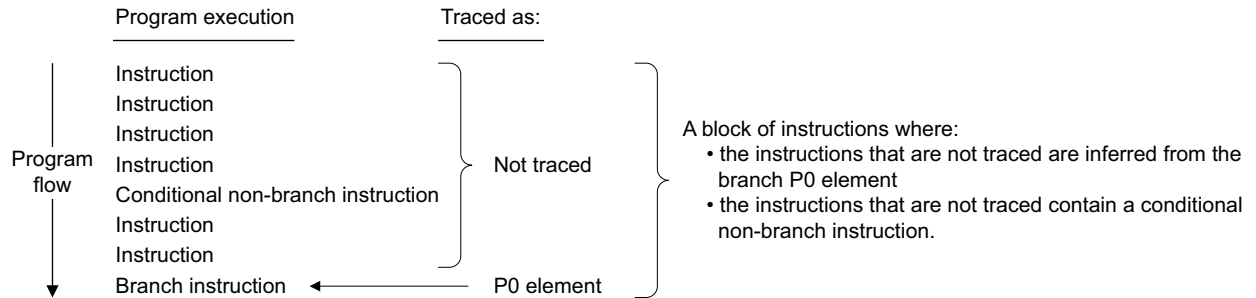 Program execution
Traced as:
Instruction
Instruction
Instruction
Instruction
Conditional non-branch instruction
Instruction
Instruction
Branch instruction
Program
flow
Not traced
P0 element
A block of instructions where:
• the instructions that are not traced are inferred from the
branch P0 element
• the instructions that are not traced contain a conditional
non-branch instruction.